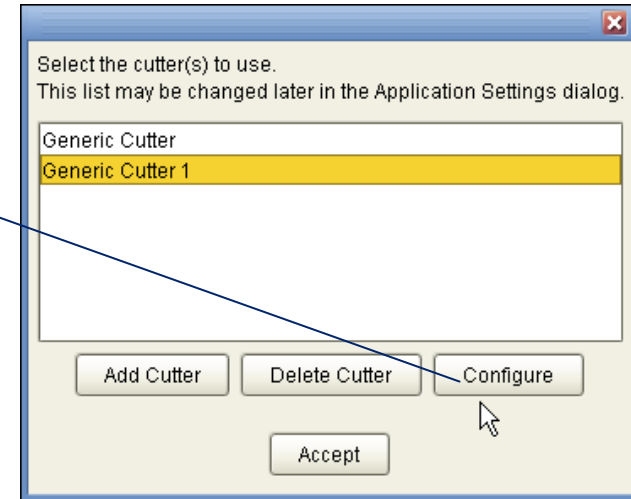 Select the cutter(s) to use.
This list may be changed later in the Application Settings dialog.
Generic Cutter
Generic Cutter 1
Add Cutter Delete Cutter Configure
Accept